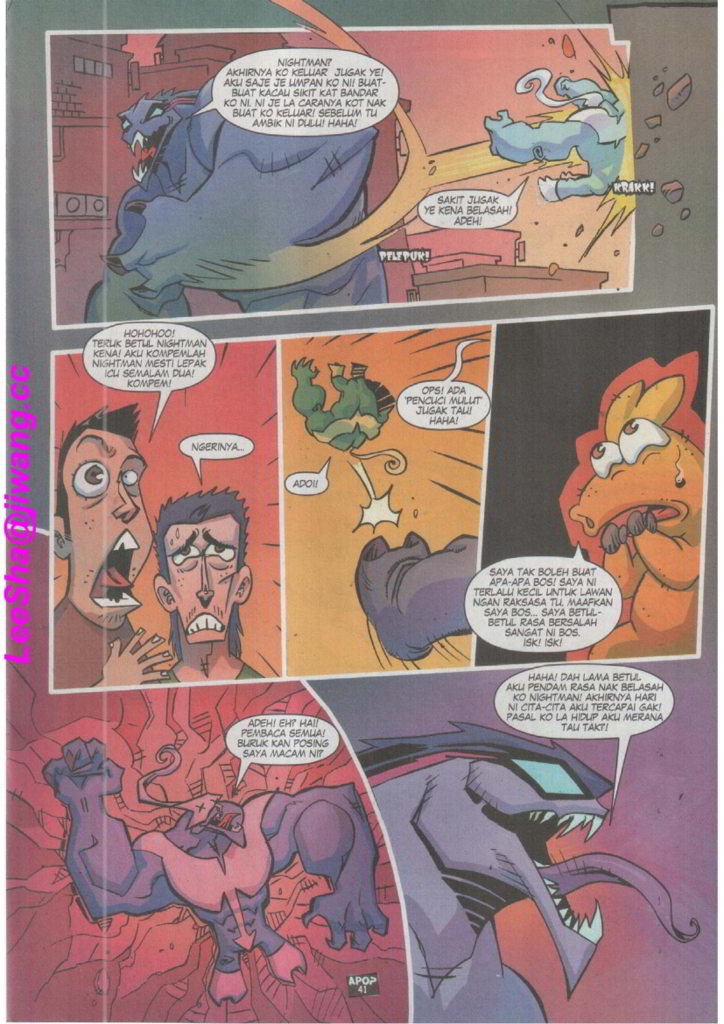 NIGHTMAN?
AKHIRNYA KO KELUAR JUGAK YE!
AKU SAJE JE UMPAN KO NI! BUAT-
BUAT KACAU SIKIT KAT BANDAR
KO NI. NI JE LA CARANYA KOT NAK
BUAT KO KELUAR! SEBELUM TU
AMBIK NI DULU! HAHA!
SAKIT JUGAK
YE KENA BELASAH!
ADEH!
KRAKK!
PELEPUK!
HOHOHOO!
TERUK BETUL NIGHTMAN
KENA! AKU KOMPEMLAH
NIGHTMAN MESTI LEPAK
ICU SEMALAM DUA!
KOMPEM!
NGERINYA...
OPS! ADA
'PENCUCI MULUT'
JUGAK TAU!
HAHA!
ADOI!
SAYA TAK BOLEH BUAT
APA-APA BOS! SAYA NI
TERLALU KECIL UNTUK LAWAN
NGAN RAKSASA TU. MAAFKAN
SAYA BOS... SAYA BETUL-
BETUL RASA BERSALAH
SANGAT NI BOS.
ISK! ISK!
ADEH! EH? HAI!
PEMBACA SEMUA!
BURUK KAN POSING
SAYA MACAM NI?
HAHA! DAH LAMA BETUL
AKU PENDAM RASA NAK BELASAH
KO NIGHTMAN! AKHIRNYA HARI
NI CITA-CITA AKU TERCAPAI GAK!
PASAL KO LA HIDUP AKU MERANA
TAU TAK!?
APO?
41
LeoSha@jiwang.cc